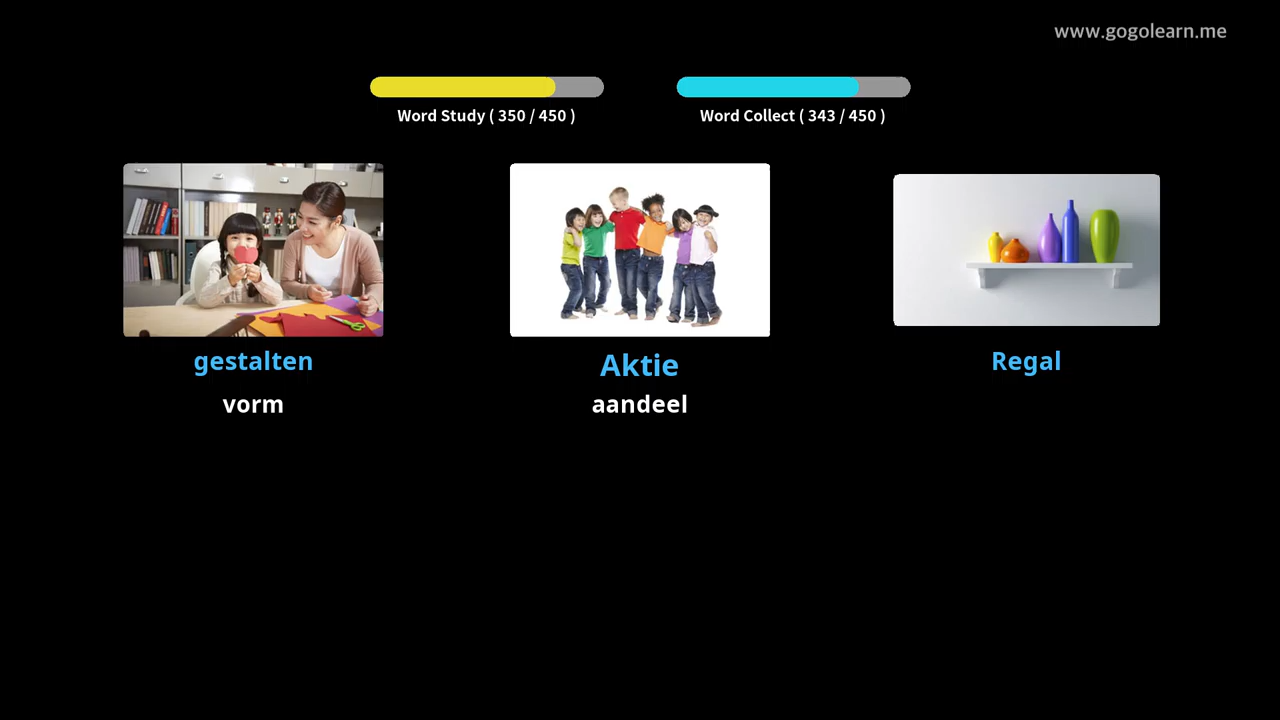 www.gogolearn.me
Word Study ( 350 / 450 )
Word Collect ( 343 / 450 )
gestalten
Aktie
Regal
vorm
aandeel